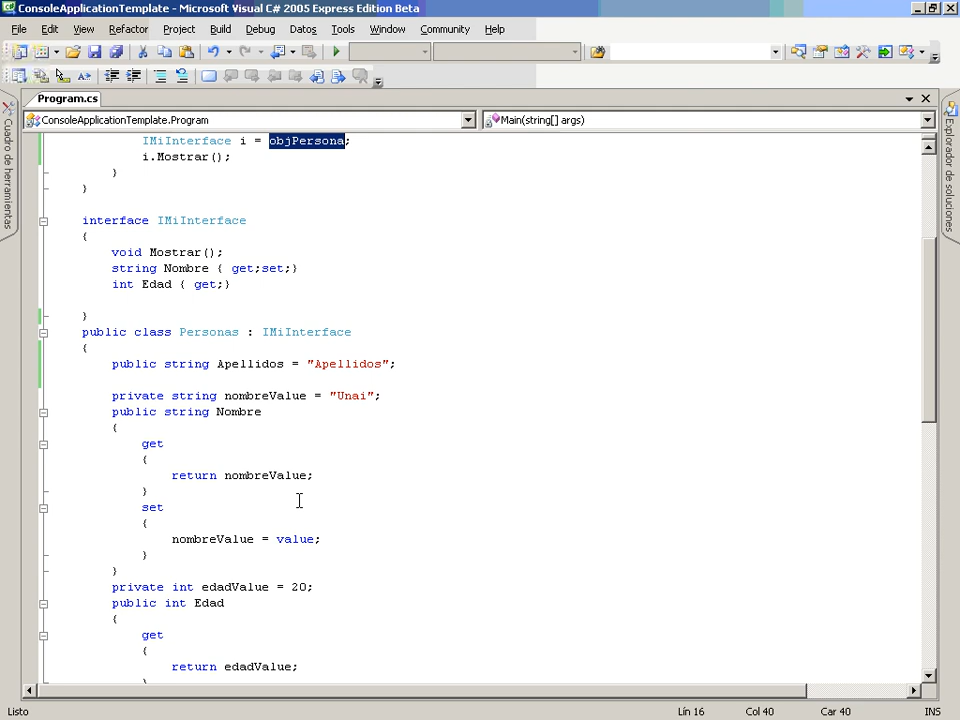 ConsoleApplicationTemplate - Microsoft Visual C# 2005 Express Edition Beta
File Edit View Refactor Project Build Debug Datos Tools Window Community Help
Program.cs
ConsoleApplicationTemplate.Program
Main(string[] args)
Cuadro de herramientas
Explorador de soluciones
IMiInterface i = objPersona;
i.Mostrar();
}
}
interface IMiInterface
{
void Mostrar();
string Nombre { get;set;}
int Edad { get;}
}
public class Personas : IMiInterface
{
public string Apellidos = "Apellidos";
private string nombreValue = "Unai";
public string Nombre
{
get
{
return nombreValue;
}
set
{
nombreValue = value;
}
}
private int edadValue = 20;
public int Edad
{
get
{
return edadValue;
}
Listo
Lín 16
Col 40
Car 40
INS